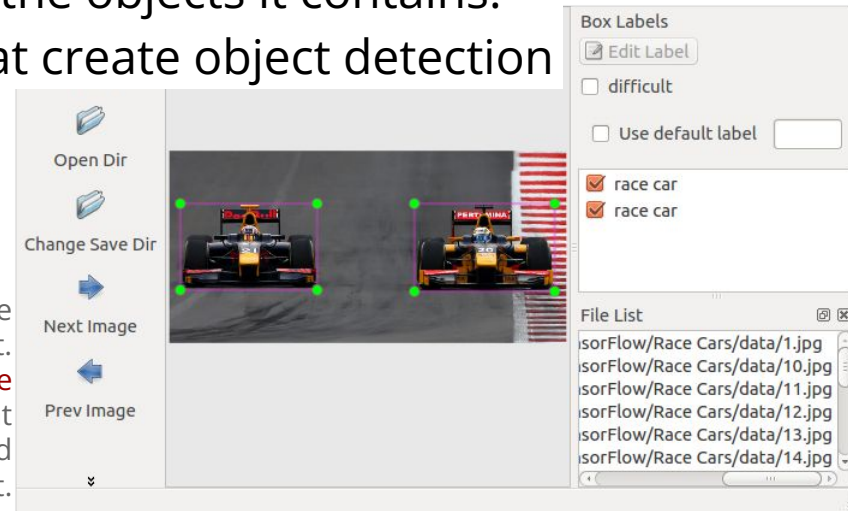 the objects it contains.
at create object detection
Box Labels
Edit Label
difficult
Use default label
race car
race car
Open Dir
Change Save Dir
Next Image
Prev Image
File List
sorFlow/Race Cars/data/1.jpg
sorFlow/Race Cars/data/10.jpg
sorFlow/Race Cars/data/11.jpg
sorFlow/Race Cars/data/12.jpg
sorFlow/Race Cars/data/13.jpg
sorFlow/Race Cars/data/14.jpg
e
t.
e
t
d
t.
PERTAMINA